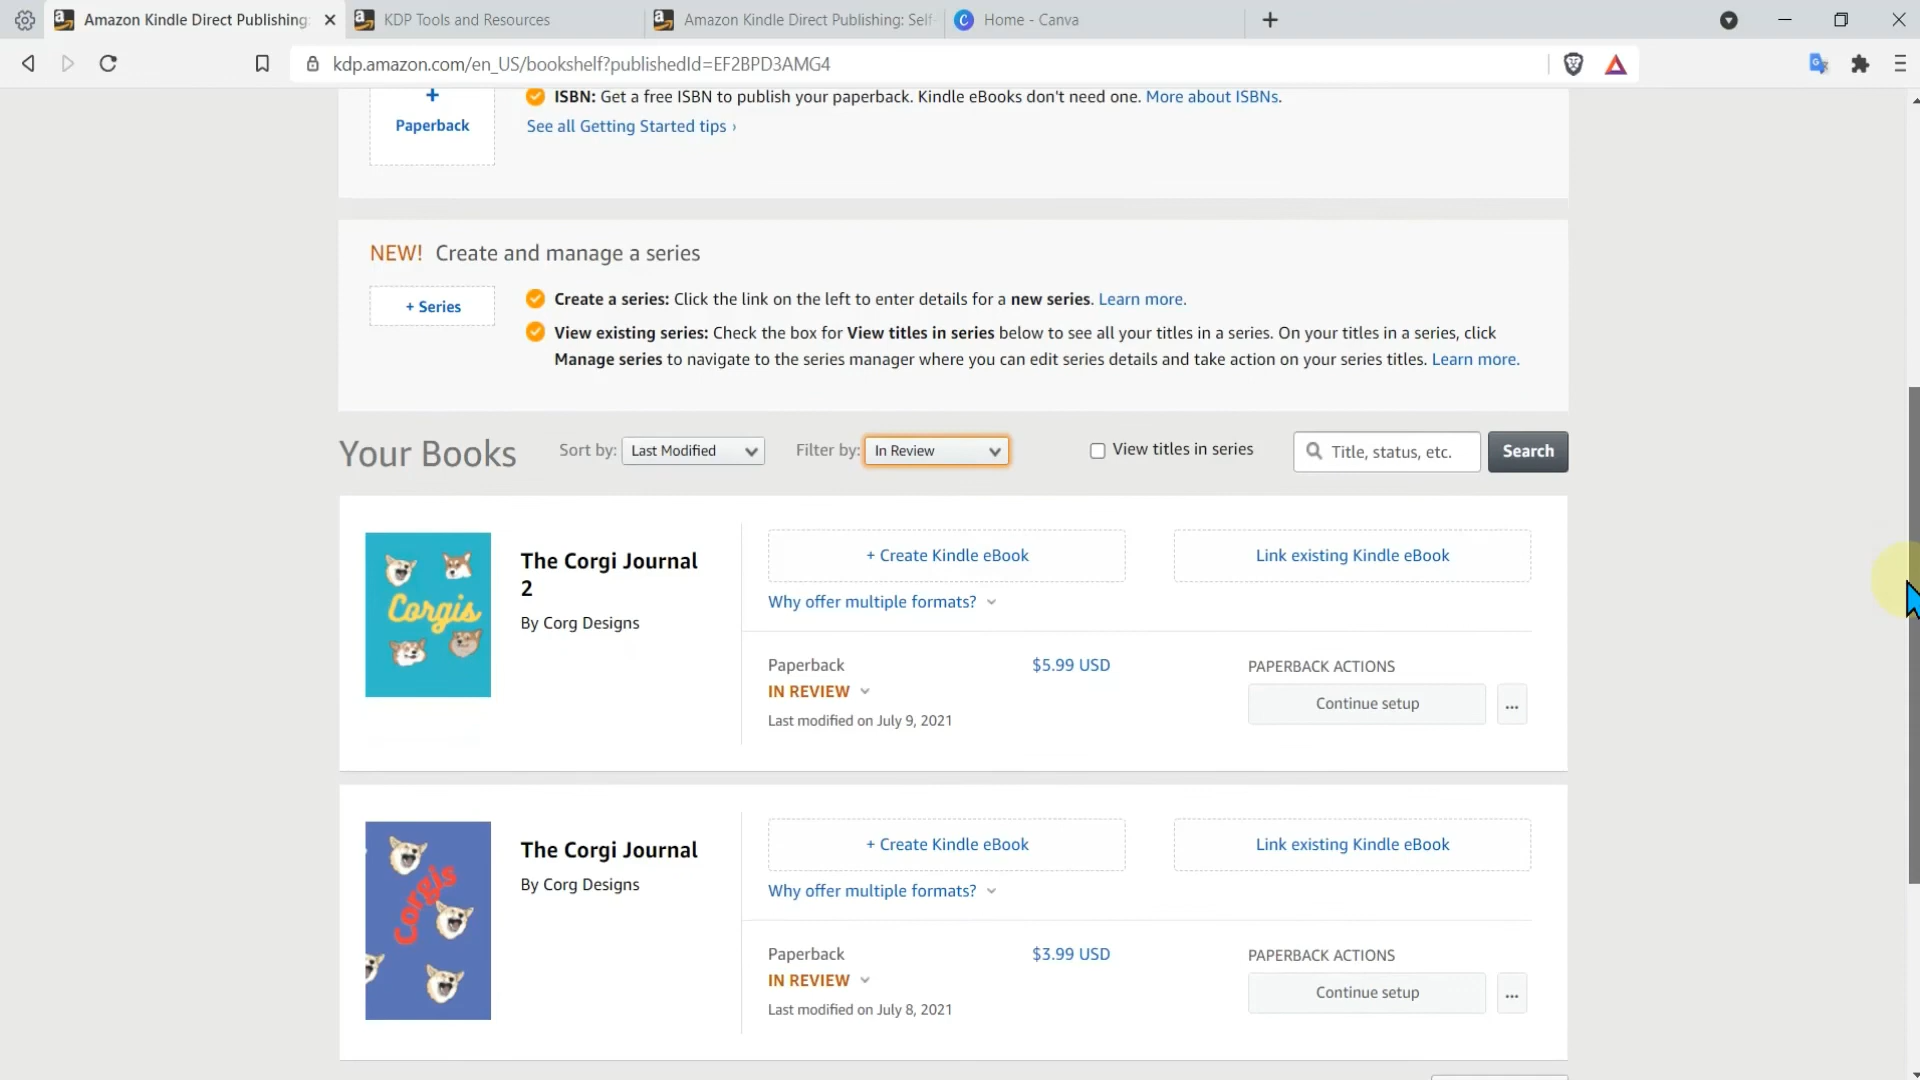 Amazon Kindle Direct Publishing:
KDP Tools and Resources
Amazon Kindle Direct Publishing: Self-
Home - Canva
kdp.amazon.com/en_US/bookshelf?publishedId=EF2BPD3AMG4
+
Paperback
ISBN: Get a free ISBN to publish your paperback. Kindle eBooks don't need one. More about ISBNs.
See all Getting Started tips ›
NEW! Create and manage a series
+ Series
Create a series: Click the link on the left to enter details for a new series. Learn more.
View existing series: Check the box for View titles in series below to see all your titles in a series. On your titles in a series, click
Manage series to navigate to the series manager where you can edit series details and take action on your series titles. Learn more.
Your Books
Sort by: Last Modified
Filter by: In Review
View titles in series
Title, status, etc.
Search
Corgis
The Corgi Journal
2
By Corg Designs
+ Create Kindle eBook
Link existing Kindle eBook
Why offer multiple formats?
Paperback
$5.99 USD
IN REVIEW
Last modified on July 9, 2021
PAPERBACK ACTIONS
Continue setup
...
Corgis
The Corgi Journal
By Corg Designs
+ Create Kindle eBook
Link existing Kindle eBook
Why offer multiple formats?
Paperback
$3.99 USD
IN REVIEW
Last modified on July 8, 2021
PAPERBACK ACTIONS
Continue setup
...